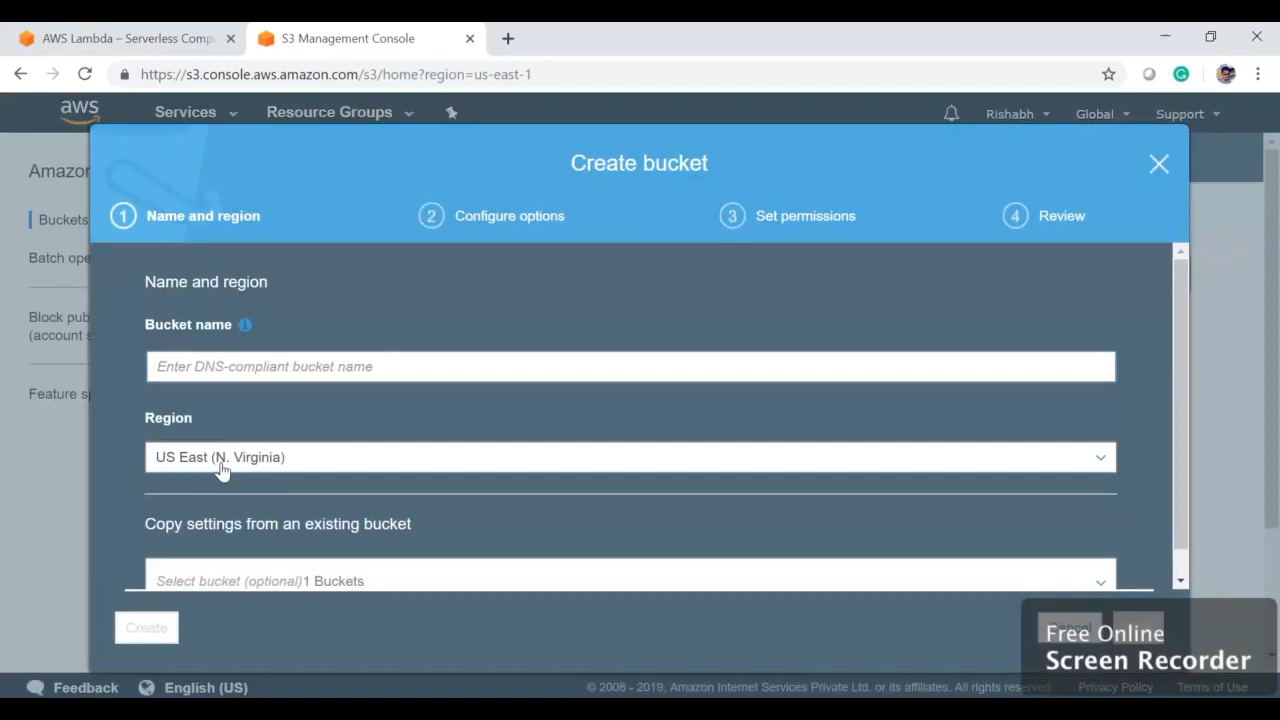 AWS Lambda – Serverless Compu
S3 Management Console
https://s3.console.aws.amazon.com/s3/home?region=us-east-1
aws
Services
Resource Groups
Rishabh
Global
Support
Amazon
Create bucket
1 Name and region
2 Configure options
3 Set permissions
4 Review
Buckets
Batch ope
Block pub
(account s
Feature sp
Name and region
Bucket name
Enter DNS-compliant bucket name
Region
US East (N. Virginia)
Copy settings from an existing bucket
Select bucket (optional)1 Buckets
Create
Cancel
Free Online
Screen Recorder
Feedback
English (US)
© 2008 - 2019, Amazon Internet Services Private Ltd. or its affiliates. All rights reserved.
Privacy Policy
Terms of Use